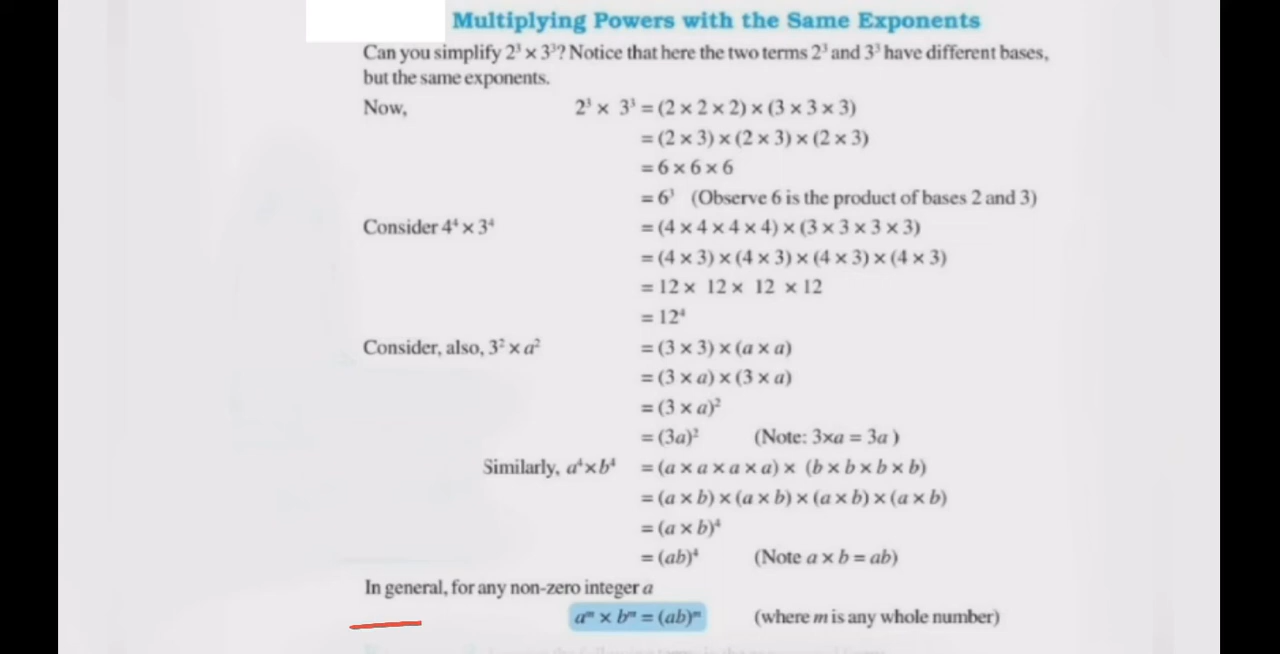 Multiplying Powers with the Same Exponents
Can you simplify 2³ × 3³? Notice that here the two terms 2³ and 3³ have different bases,
but the same exponents.
Now, 2³ × 3³ = (2 × 2 × 2) × (3 × 3 × 3)
= (2 × 3) × (2 × 3) × (2 × 3)
= 6 × 6 × 6
= 6³ (Observe 6 is the product of bases 2 and 3)
Consider 4⁴ × 3⁴ = (4 × 4 × 4 × 4) × (3 × 3 × 3 × 3)
= (4 × 3) × (4 × 3) × (4 × 3) × (4 × 3)
= 12 × 12 × 12 × 12
= 12⁴
Consider, also, 3² × a² = (3 × 3) × (a × a)
= (3 × a) × (3 × a)
= (3 × a)²
= (3a)² (Note: 3×a = 3a )
Similarly, a⁴ × b⁴ = (a × a × a × a) × (b × b × b × b)
= (a × b) × (a × b) × (a × b) × (a × b)
= (a × b)⁴
= (ab)⁴ (Note a × b = ab)
In general, for any non-zero integer a
aᵐ × bᵐ = (ab)ᵐ (where m is any whole number)